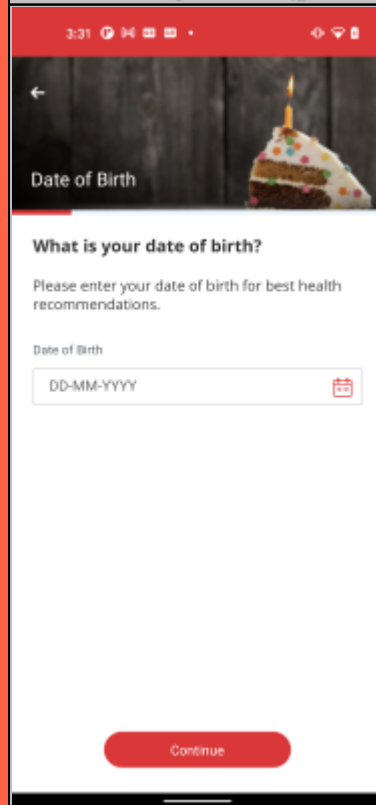 3:31
Date of Birth
What is your date of birth?
Please enter your date of birth for best health
recommendations.
Date of Birth
DD-MM-YYYY
Continue